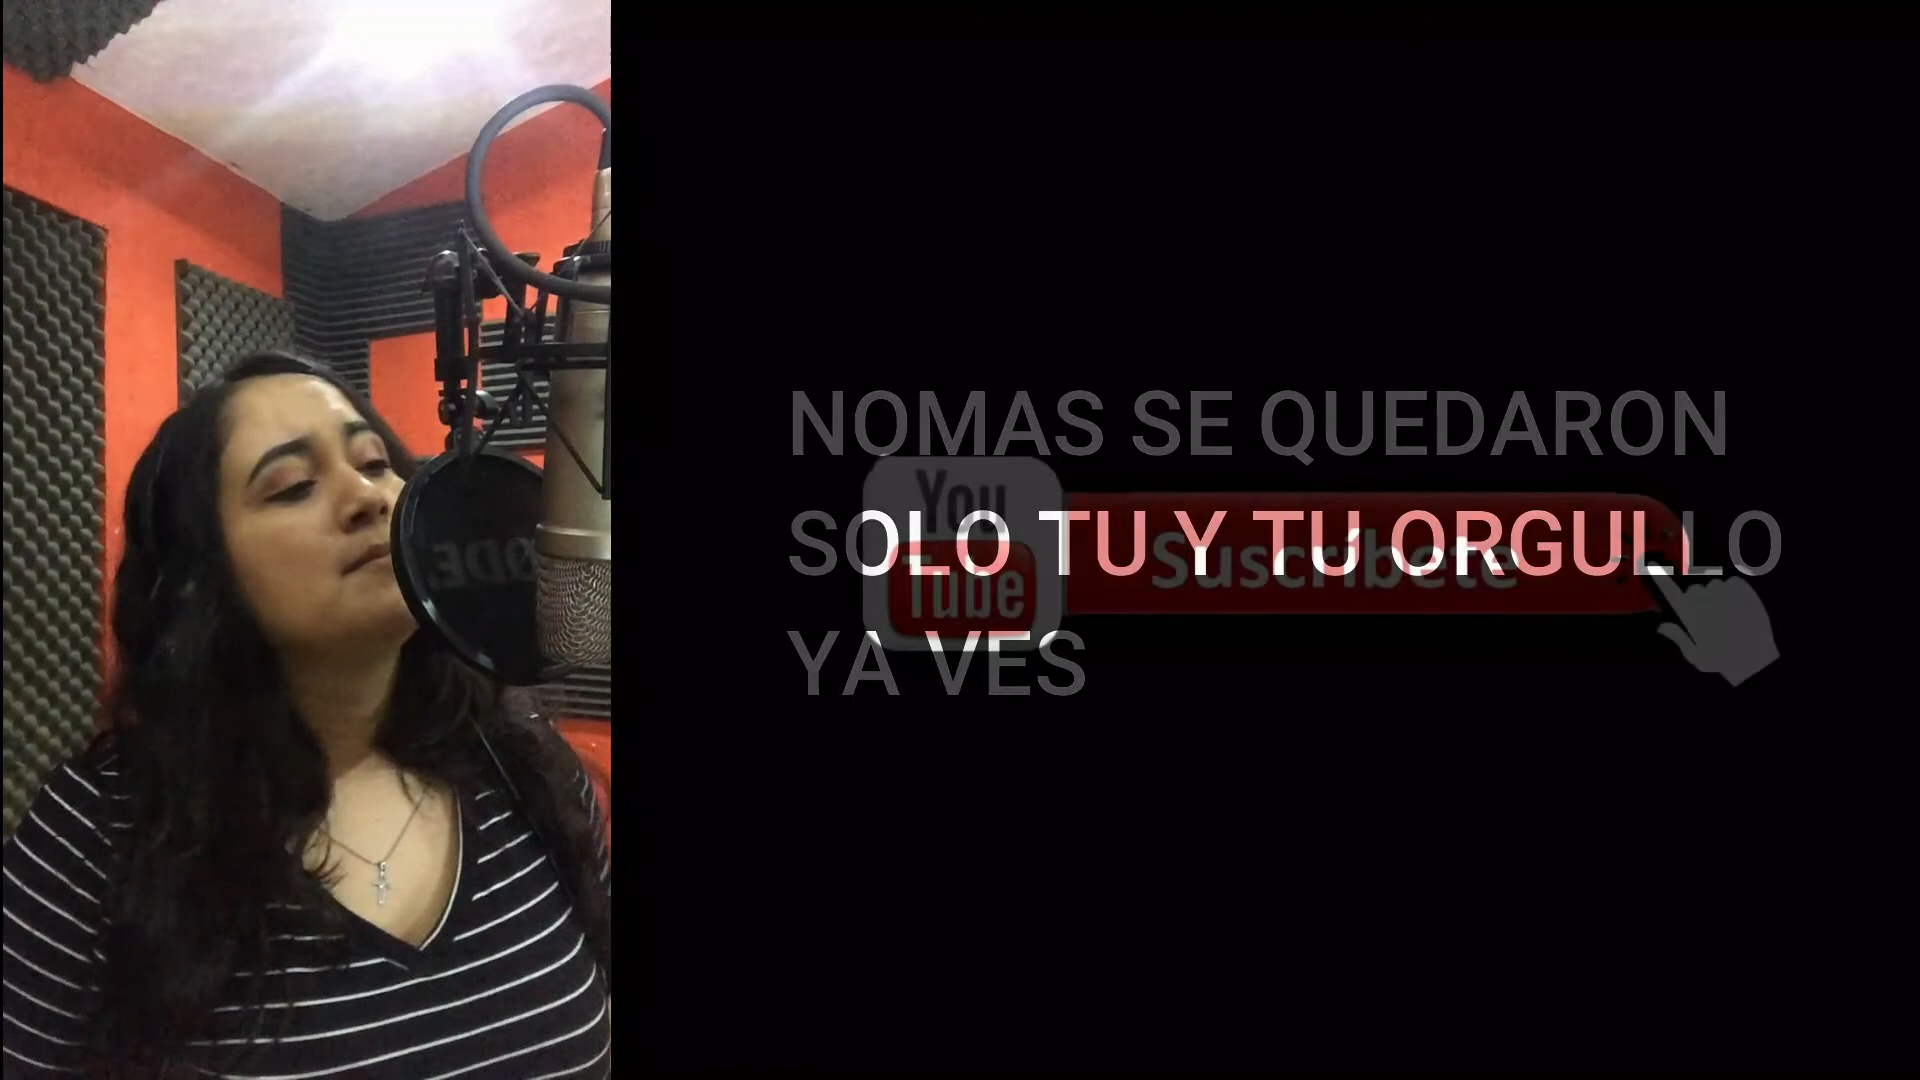 NOMAS SE QUEDARON
SOLO TU Y TU ORGULLO
YA VES
You
Tube
Suscríbete